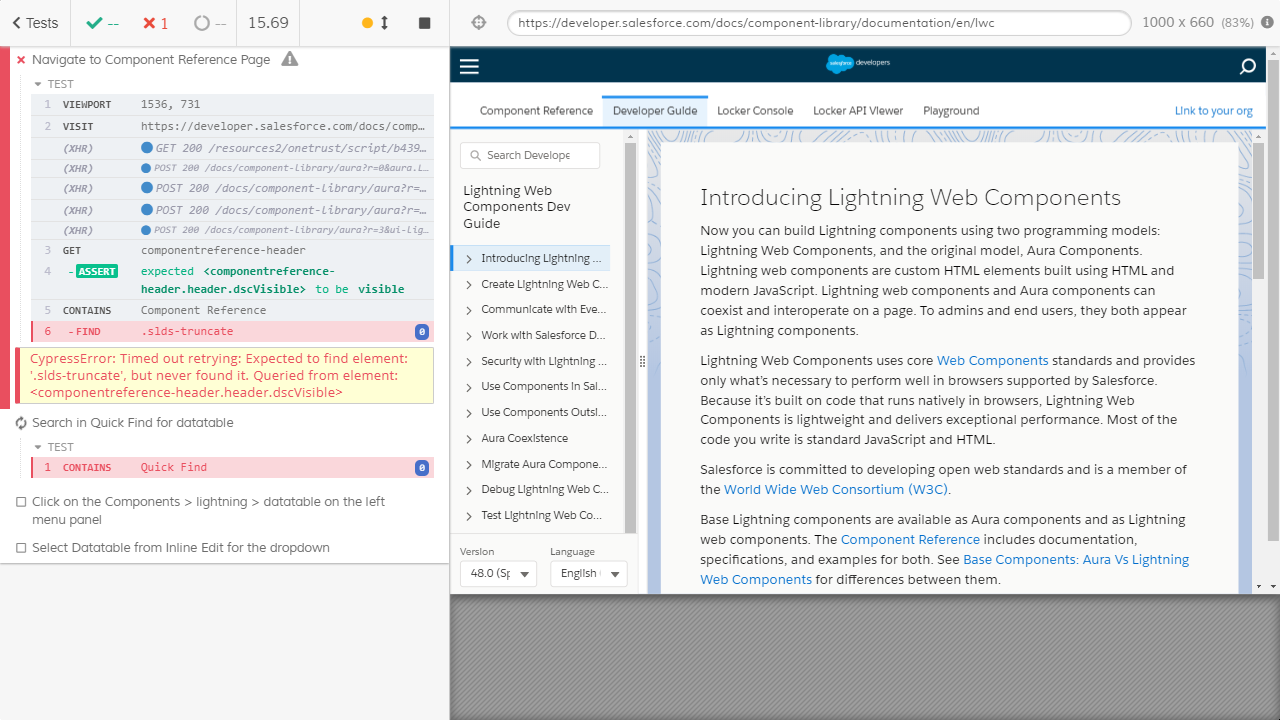 Tests
--
1
--
15.69
https://developer.salesforce.com/docs/component-library/documentation/en/lwc
1000 x 660 (83%)
Navigate to Component Reference Page
TEST
1 VIEWPORT 1536, 731
2 VISIT https://developer.salesforce.com/docs/comp...
(XHR) GET 200 /consent/ontrust/script/b439...
(XHR) POST 200 /docs/component-library/aura?r=0&aura.L...
(XHR) POST 200 /docs/component-library/aura?r=...
(XHR) POST 200 /docs/component-library/aura?r=...
(XHR) POST 200 /docs/component-library/aura?r=3&ui-lig...
3 GET componentreference-header
4 -ASSERT expected <componentreference-
header.header.dscVisible> to be visible
5 CONTAINS Component Reference
6 -FIND .slds-truncate 0
CypressError: Timed out retrying: Expected to find element:
'.slds-truncate', but never found it. Queried from element:
<componentreference-header.header.dscVisible>
Search in Quick Find for datatable
TEST
1 CONTAINS Quick Find 0
Click on the Components > lightning > datatable on the left
menu panel
Select Datatable from Inline Edit for the dropdown
salesforce developers
Component Reference
Developer Guide
Locker Console
Locker API Viewer
Playground
Link to your org
Search Develope
Lightning Web
Components Dev
Guide
Introducing Lightning ...
Create Lightning Web C...
Communicate with Eve...
Work with Salesforce D...
Security with Lightning ...
Use Components in Sal...
Use Components Outsi...
Aura Coexistence
Migrate Aura Compone...
Debug Lightning Web C...
Test Lightning Web Co...
Version Language
48.0 (Sp English
Introducing Lightning Web Components
Now you can build Lightning components using two programming models:
Lightning Web Components, and the original model, Aura Components.
Lightning web components are custom HTML elements built using HTML and
modern JavaScript. Lightning web components and Aura components can
coexist and interoperate on a page. To admins and end users, they both appear
as Lightning components.
Lightning Web Components uses core Web Components standards and provides
only what's necessary to perform well in browsers supported by Salesforce.
Because it's built on code that runs natively in browsers, Lightning Web
Components is lightweight and delivers exceptional performance. Most of the
code you write is standard JavaScript and HTML.
Salesforce is committed to developing open web standards and is a member of
the World Wide Web Consortium (W3C).
Base Lightning components are available as Aura components and as Lightning
web components. The Component Reference includes documentation,
specifications, and examples for both. See Base Components: Aura Vs Lightning
Web Components for differences between them.